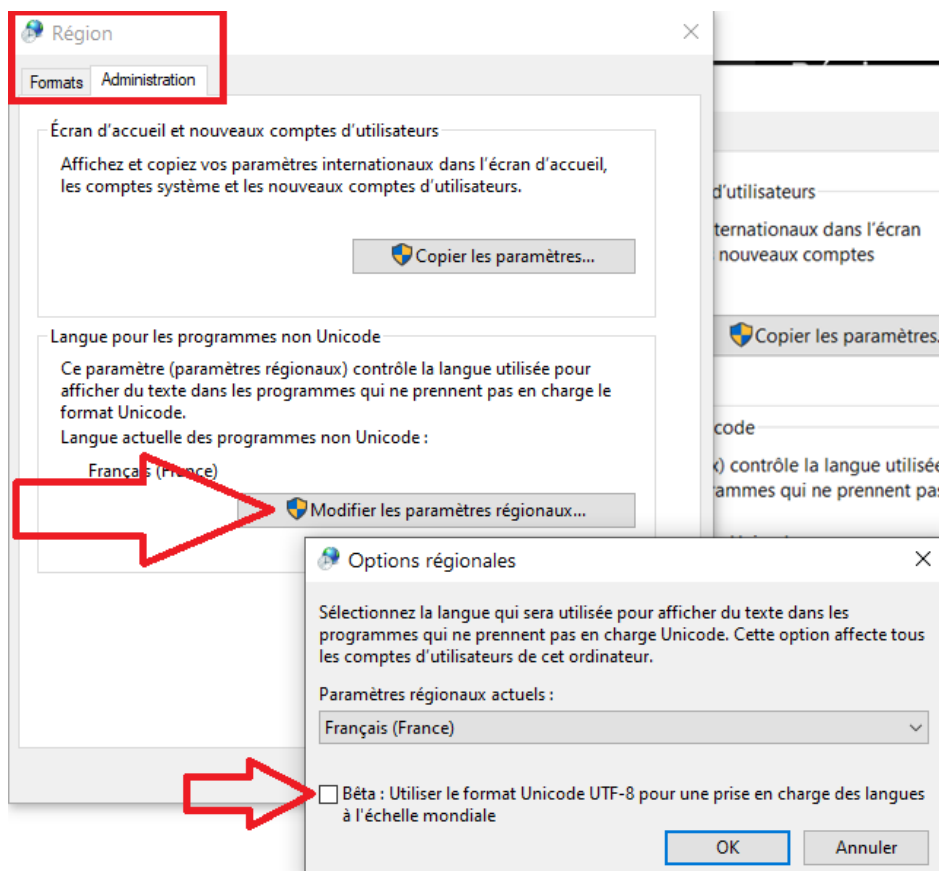 Région
Formats
Administration
Écran d'accueil et nouveaux comptes d'utilisateurs
Affichez et copiez vos paramètres internationaux dans l'écran d'accueil,
les comptes système et les nouveaux comptes d'utilisateurs.
Copier les paramètres...
Langue pour les programmes non Unicode
Ce paramètre (paramètres régionaux) contrôle la langue utilisée pour
afficher du texte dans les programmes qui ne prennent pas en charge le
format Unicode.
Langue actuelle des programmes non Unicode :
Français (France)
Modifier les paramètres régionaux...
d'utilisateurs
ternationaux dans l'écran
nouveaux comptes
Copier les paramètres.
code
x) contrôle la langue utilisée
rammes qui ne prennent pas
Options régionales
Sélectionnez la langue qui sera utilisée pour afficher du texte dans les
programmes qui ne prennent pas en charge Unicode. Cette option affecte tous
les comptes d'utilisateurs de cet ordinateur.
Paramètres régionaux actuels :
Français (France)
Bêta : Utiliser le format Unicode UTF-8 pour une prise en charge des langues
à l'échelle mondiale
OK
Annuler